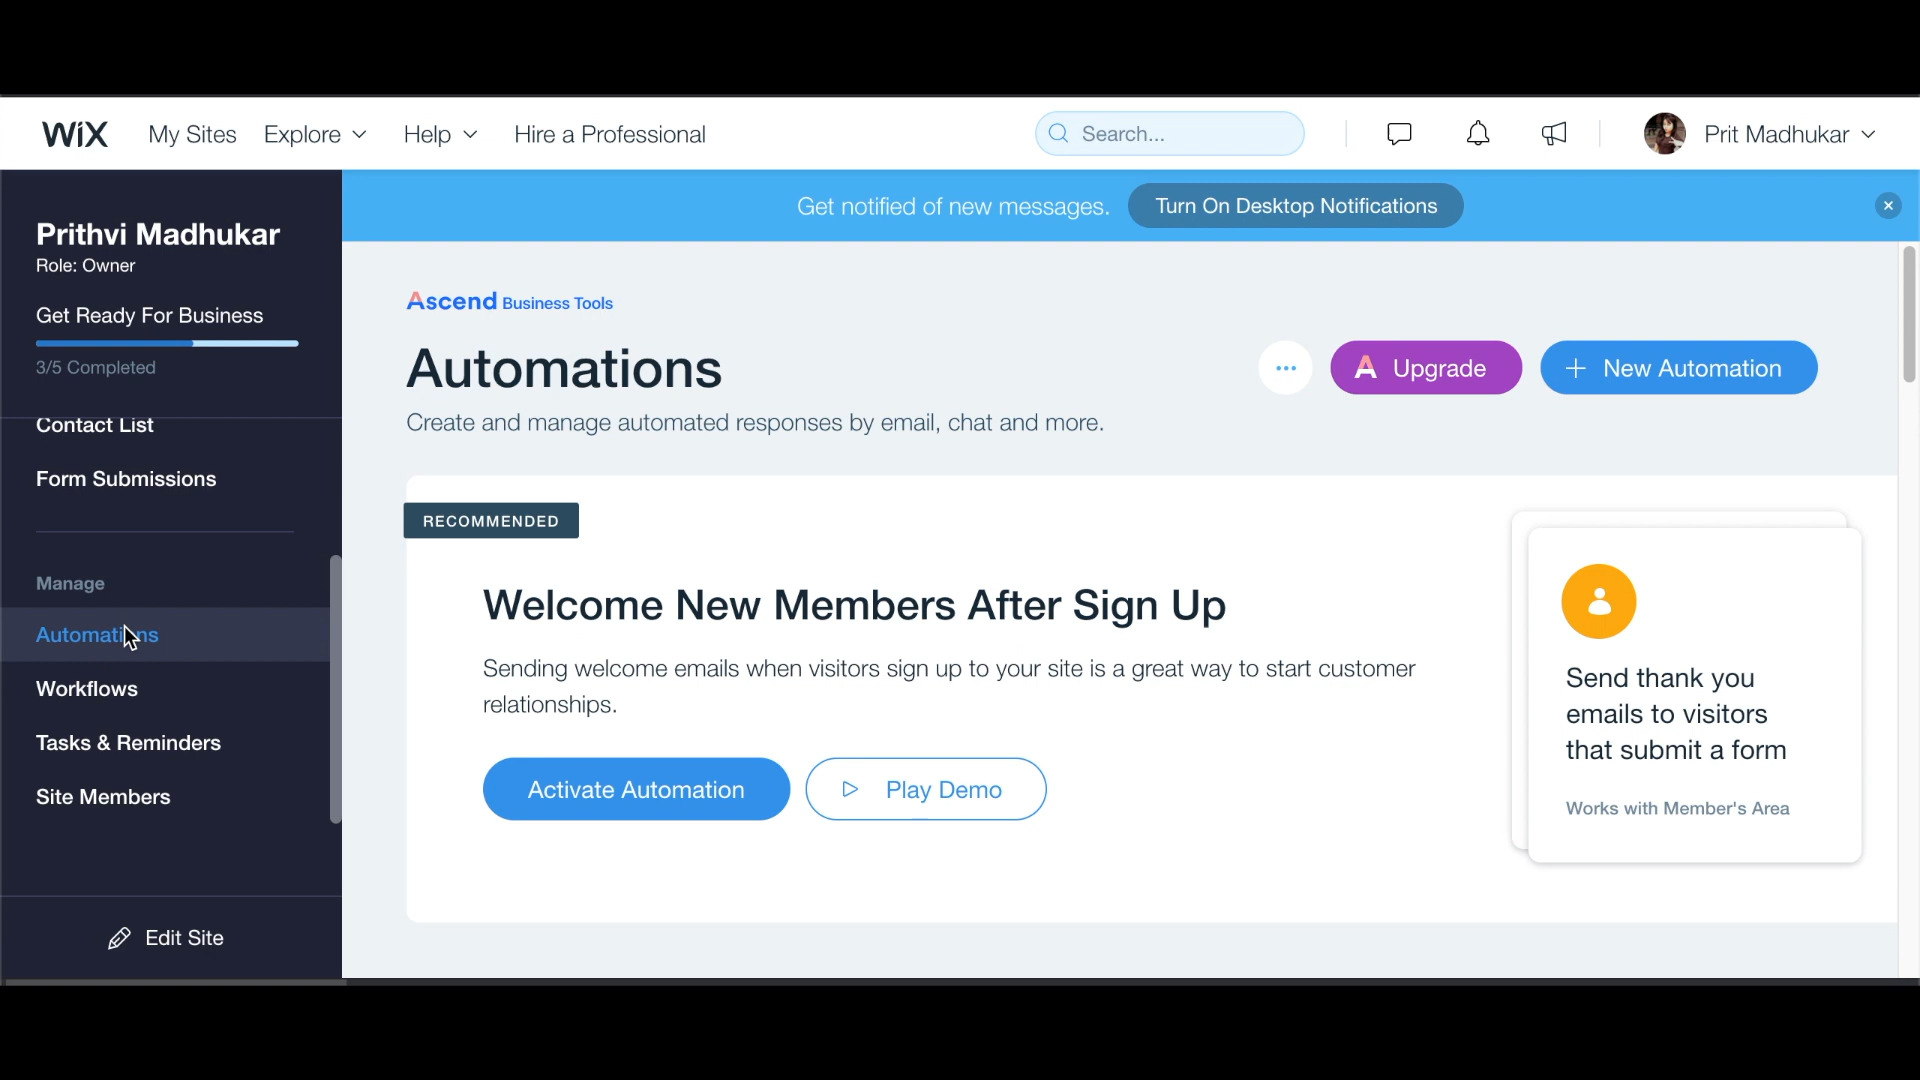 WiX My Sites Explore Help Hire a Professional Search... Prit Madhukar
Get notified of new messages. Turn On Desktop Notifications
Prithvi Madhukar
Role: Owner
Get Ready For Business
3/5 Completed
Contact List
Form Submissions
Manage
Automations
Workflows
Tasks & Reminders
Site Members
Edit Site
Ascend Business Tools
Automations
Upgrade
+ New Automation
Create and manage automated responses by email, chat and more.
RECOMMENDED
Welcome New Members After Sign Up
Sending welcome emails when visitors sign up to your site is a great way to start customer
relationships.
Activate Automation
Play Demo
Send thank you
emails to visitors
that submit a form
Works with Member's Area